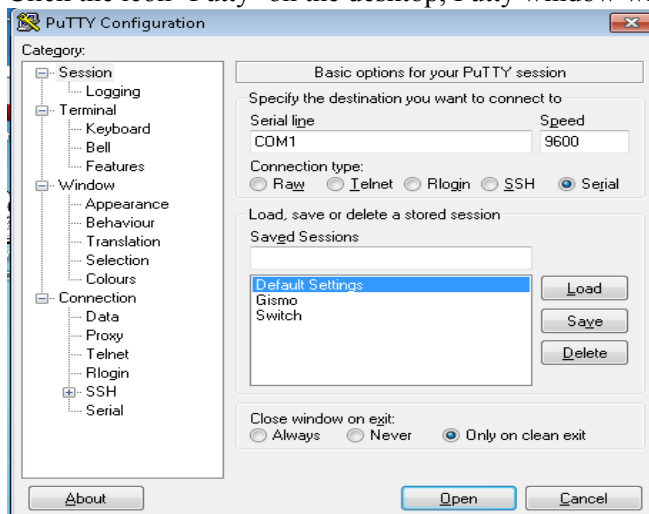 PuTTY Configuration
Category:
Session
Logging
Terminal
Keyboard
Bell
Features
Window
Appearance
Behaviour
Translation
Selection
Colours
Connection
Data
Proxy
Telnet
Rlogin
SSH
Serial
Basic options for your PuTTY session
Specify the destination you want to connect to
Serial line Speed
COM1 9600
Connection type:
Raw Telnet Rlogin SSH Serial
Load, save or delete a stored session
Saved Sessions
Default Settings
Gismo
Switch
Load
Save
Delete
Close window on exit:
Always Never Only on clean exit
About Open Cancel